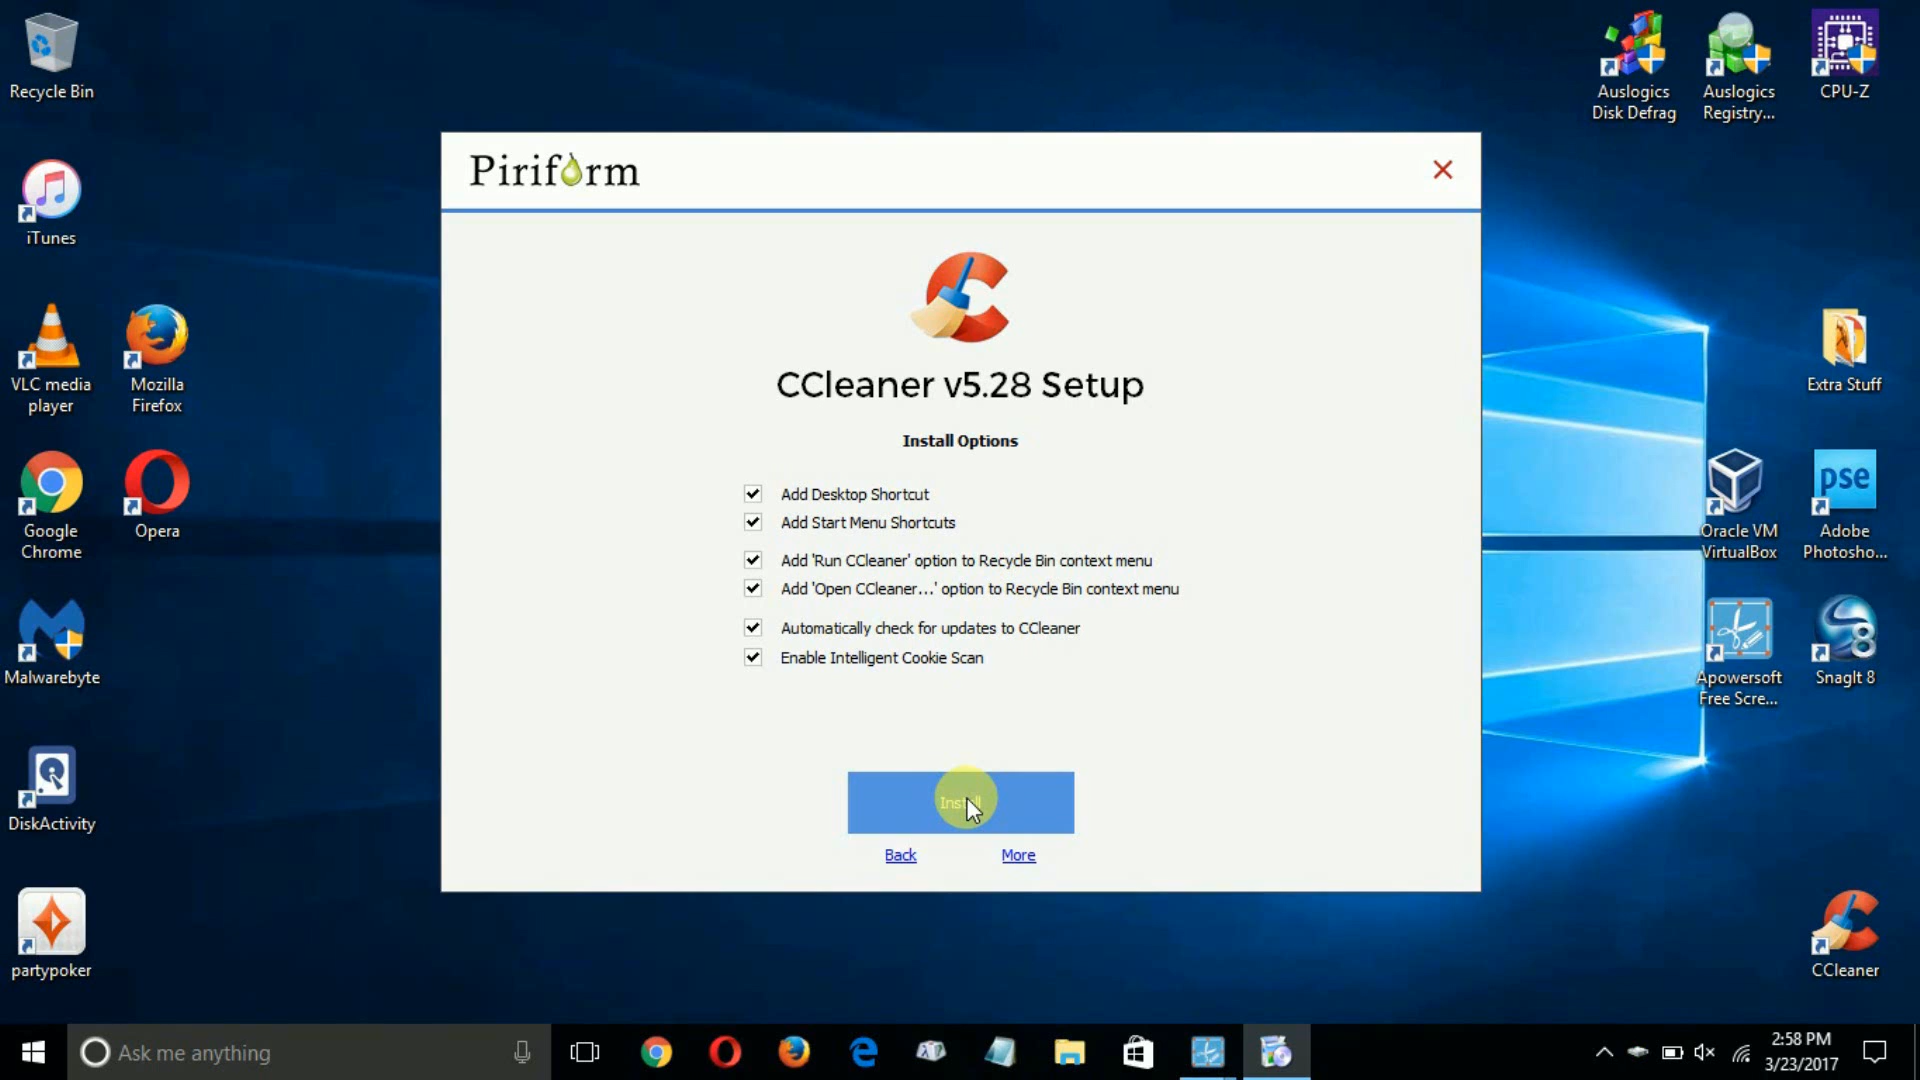 Recycle Bin
iTunes
VLC media
player
Mozilla
Firefox
Google
Chrome
Opera
Malwarebyte
DiskActivity
partypoker
Piriform
CCleaner v5.28 Setup
Install Options
Add Desktop Shortcut
Add Start Menu Shortcuts
Add 'Run CCleaner' option to Recycle Bin context menu
Add 'Open CCleaner...' option to Recycle Bin context menu
Automatically check for updates to CCleaner
Enable Intelligent Cookie Scan
Install
Back
More
Auslogics
Disk Defrag
Auslogics
Registry...
CPU-Z
Extra Stuff
Oracle VM
VirtualBox
pse
Adobe
Photosho...
Apowersoft
Free Scre...
8
SnagIt 8
CCleaner
Ask me anything
2:58 PM
3/23/2017